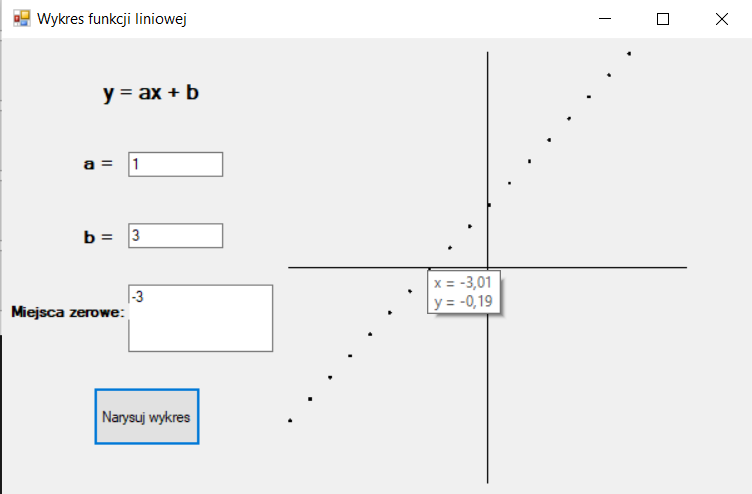 Wykres funkcji liniowej
y = ax + b
a =
1
b =
3
Miejsca zerowe:
-3
x = -3,01
y = -0,19
Narysuj wykres